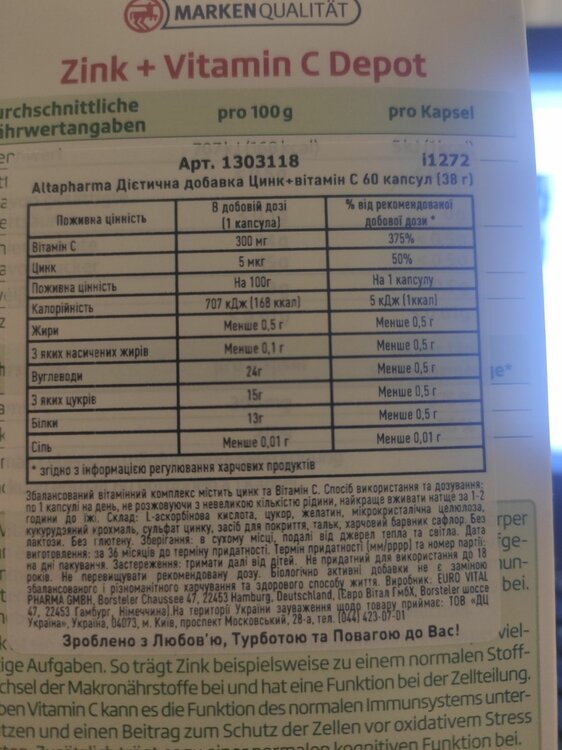 MARKEN QUALITÄT
Zink + Vitamin C Depot
urchschnittliche
ährwertangaben
pro 100 g
pro Kapsel
Арт. 1303118
i1272
Altapharma Дієтична добавка Цинк+вітамін С 60 капсул (38 г)
Поживна цінність
В добовій дозі (1 капсула)
% від рекомендованої добової дози *
Вітамін С 300 мг 375%
Цинк 5 мкг 50%
Поживна цінність На 100г На 1 капсулу
Калорійність 707 кДж (168 ккал) 5 кДж (1ккал)
Жири Менше 0,5 г Менше 0,5 г
З яких насичених жирів Менше 0,1 г Менше 0,5 г
Вуглеводи 24г Менше 0,5 г
З яких цукрів 15г Менше 0,5 г
Білки 13г Менше 0,5 г
Сіль Менше 0,01 г Менше 0,01 г
* згідно з інформацією регулювання харчових продуктів
Збалансований вітамінний комплекс містить цинк та Вітамін С. Спосіб використання та дозування:
по 1 капсулі на день, не розжовуючи з невеликою кількістю рідини, найкраще вживати натще за 1-2
години до їжі. Склад: L-аскорбінова кислота, цукор, желатин, мікрокристалічна целюлоза,
кукурудзяний крохмаль, сульфат цинку, засіб для покриття, тальк, харчовий барвник сафлор. Без
лактози. Без глютену. Зберігання: в сухому місці, подалі від джерел тепла та світла. Дата
виготовлення: за 36 місяців до терміну придатності. Термін придатності (мм/рррр) та номер партії:
на дні пакування. Застереження: тримати далі від дітей. Не придатний для використання до 18
років. Не перевищувати рекомендовану дозу. Біологічно активні добавки не є заміною
збалансованого і різноманітного харчування та здорового способу життя. Виробник: EURO VITAL
PHARMA GMBH, Borsteler Chaussee 47, 22453 Hamburg, Deutschland, (Євро Вітал ГмбХ, Борстелер шоссе
47, 22453 Гамбург, Німеччина).На території України зауваження щодо товару приймає: ТОВ «ДЦ
Україна», Україна, 04073, м. Київ, проспект Московський, 28-а, тел. (044) 423-07-01
Зроблено з Любов'ю, Турботою та Повагою до Вас!
je*
rper
fge-
mun-
bei.
viel-
tige Aufgaben. So trägt Zink beispielsweise zu einem normalen Stoff-
chsel der Makronährstoffe bei und hat eine Funktion bei der Zellteilung.
ben Vitamin C kann es die Funktion des normalen Immunsystems unter-
tzen und einen Beitrag zum Schutz der Zellen vor oxidativem Stress
normalen kognitiven Funktion bei.